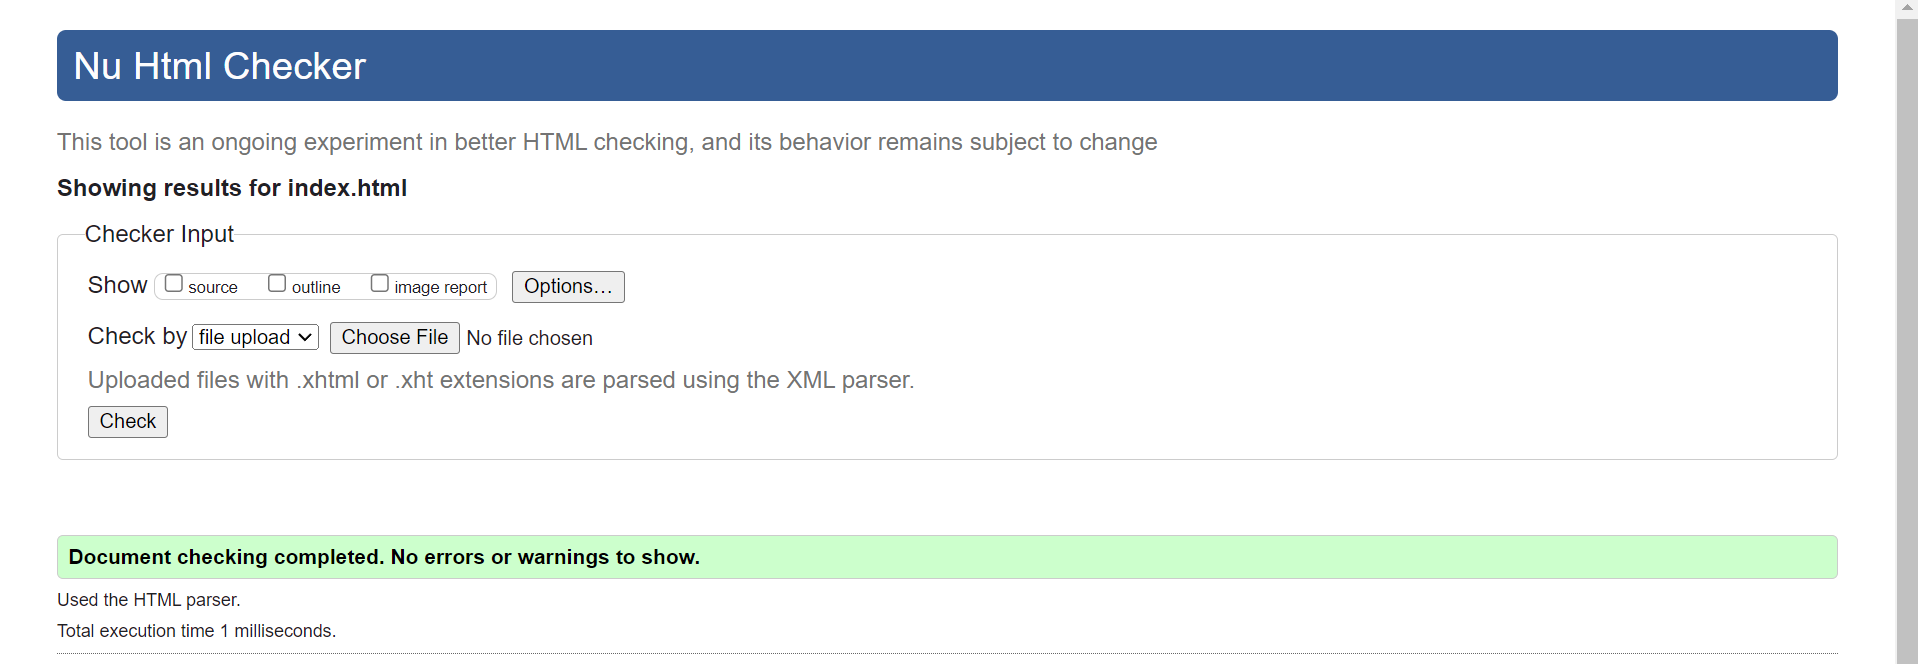 Nu Html Checker
This tool is an ongoing experiment in better HTML checking, and its behavior remains subject to change
Showing results for index.html
Checker Input
Show source outline image report Options…
Check by file upload Choose File No file chosen
Uploaded files with .xhtml or .xht extensions are parsed using the XML parser.
Check
Document checking completed. No errors or warnings to show.
Used the HTML parser.
Total execution time 1 milliseconds.